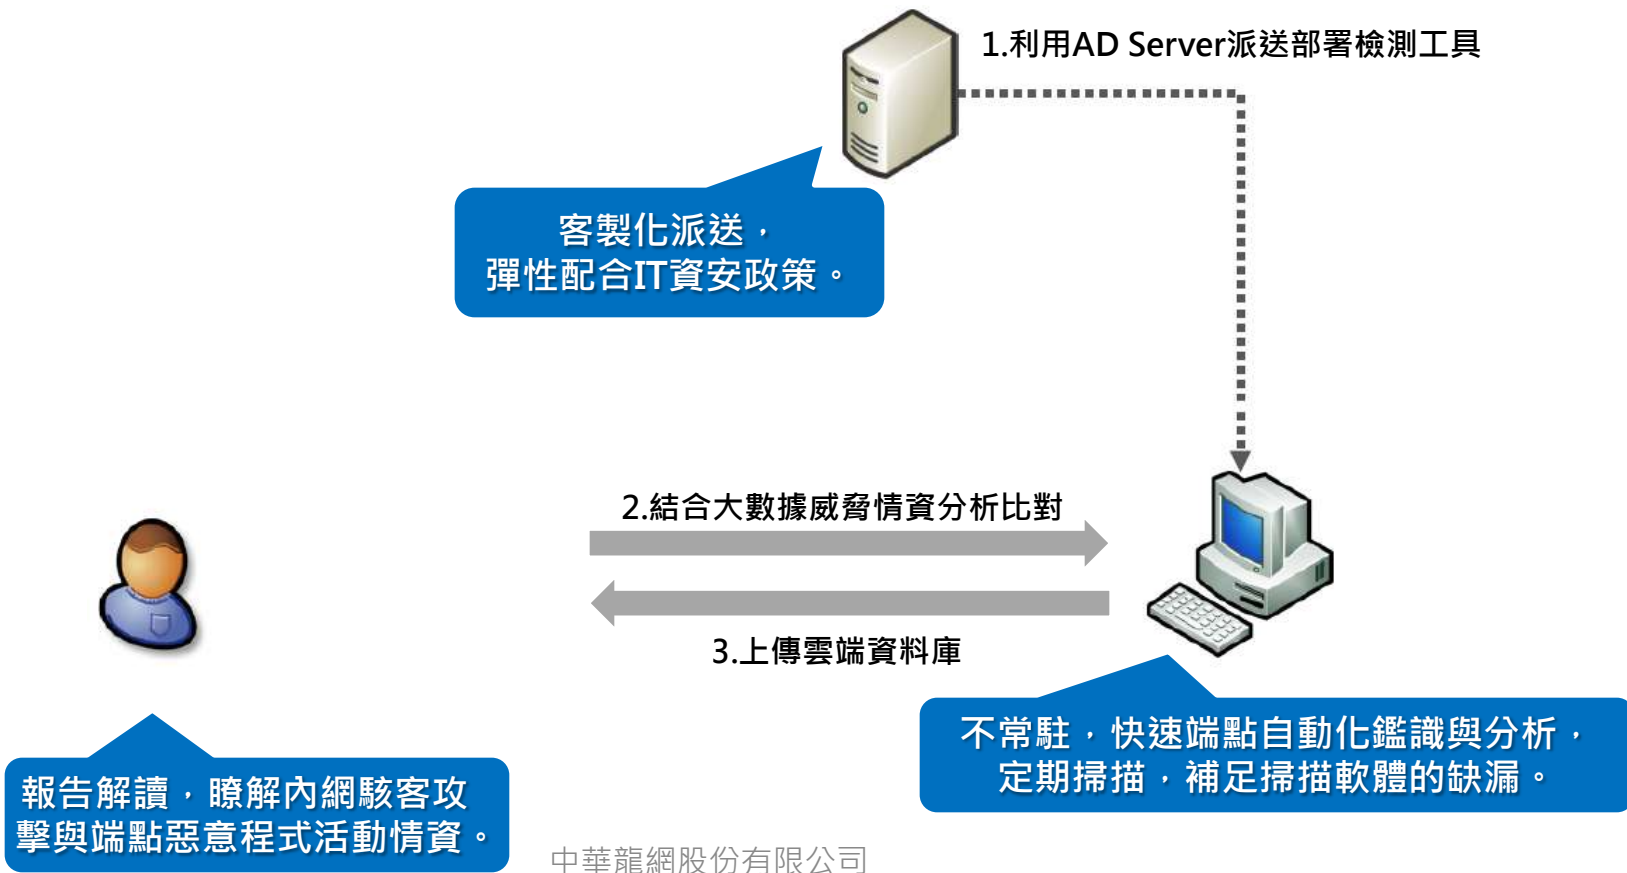 1.利用AD Server派送部署檢測工具
客製化派送，
彈性配合IT資安政策。
2.結合大數據威脅情資分析比對
3.上傳雲端資料庫
不常駐，快速端點自動化鑑識與分析，
定期掃描，補足掃描軟體的缺漏。
報告解讀，瞭解內網駭客攻
擊與端點惡意程式活動情資。
中華龍網股份有限公司